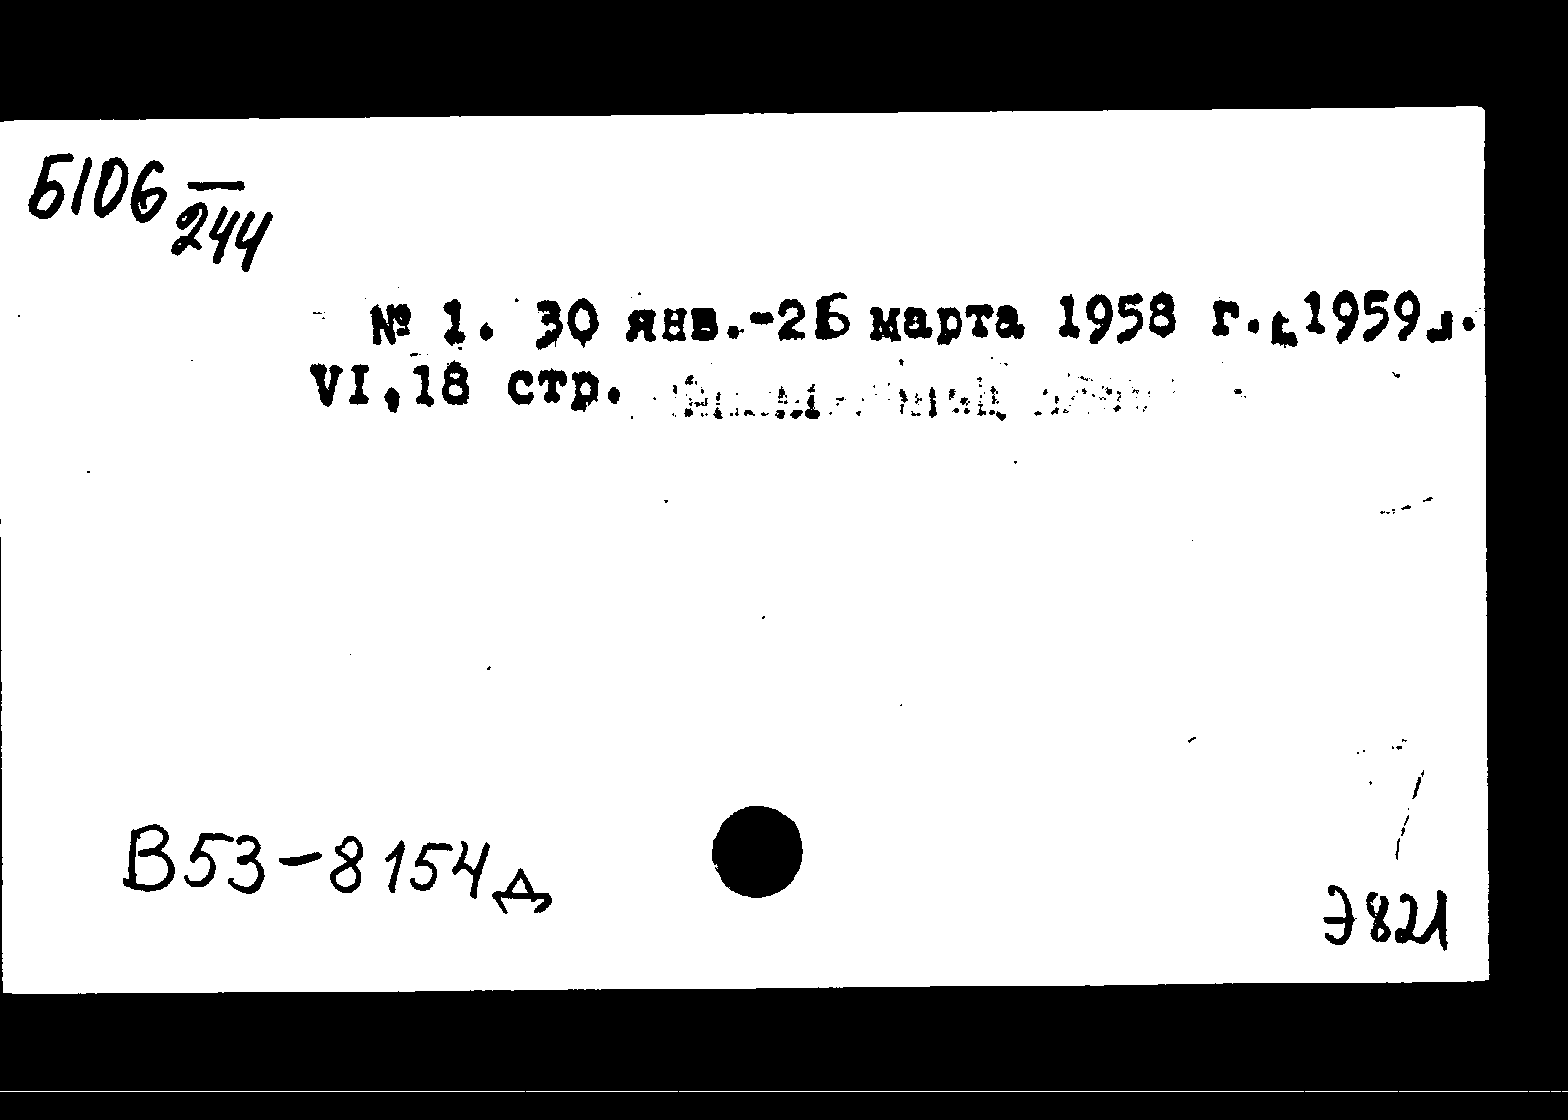 Б106 —
244
№ 1. 30 янв.-26 марта 1958 г. [1959].
VI, 18 стр.
В53-8154д
Э821